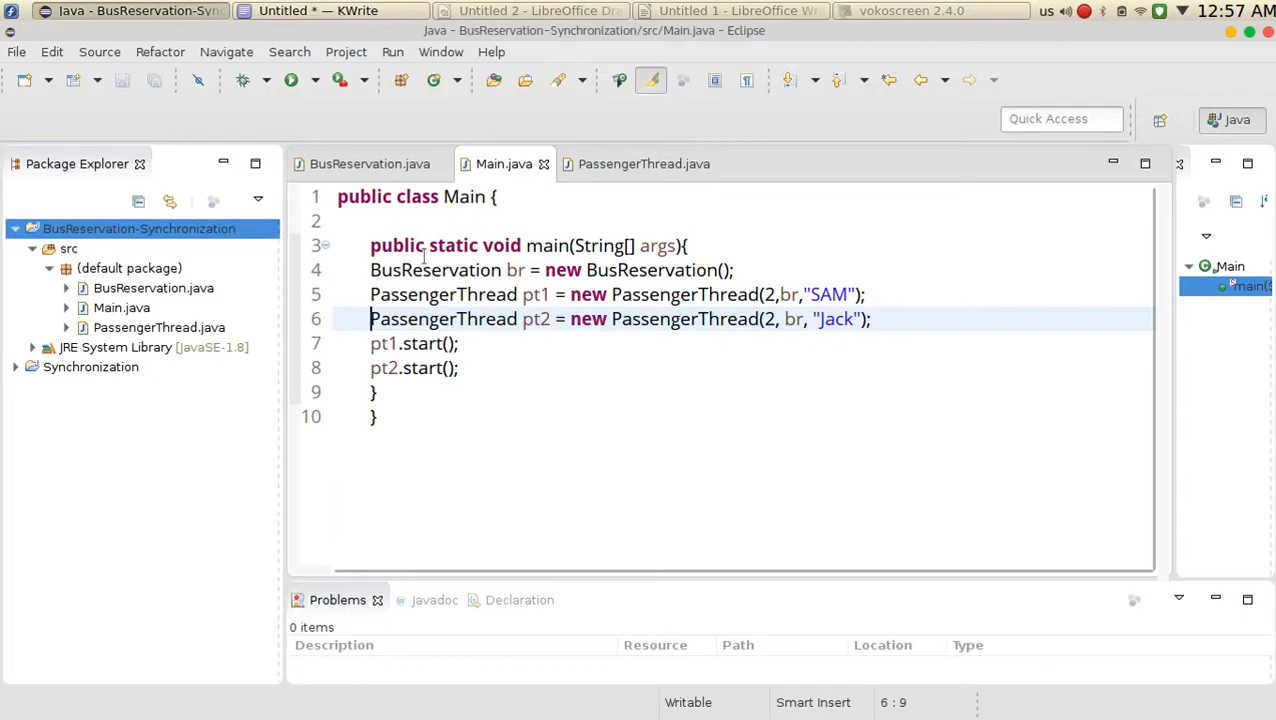 Java - BusReservation-Sync
Untitled * — KWrite
Untitled 2 - LibreOffice Dra
Untitled 1 - LibreOffice Wri
vokoscreen 2.4.0
us
12:57 AM
Java - BusReservation-Synchronization/src/Main.java - Eclipse
File Edit Source Refactor Navigate Search Project Run Window Help
Quick Access
Java
Package Explorer
BusReservation.java
Main.java
PassengerThread.java
BusReservation-Synchronization
src
(default package)
BusReservation.java
Main.java
PassengerThread.java
JRE System Library [JavaSE-1.8]
Synchronization
1 public class Main {
2
3 public static void main(String[] args){
4 BusReservation br = new BusReservation();
5 PassengerThread pt1 = new PassengerThread(2,br,"SAM");
6 PassengerThread pt2 = new PassengerThread(2, br, "Jack");
7 pt1.start();
8 pt2.start();
9 }
10 }
Main
main(S
Problems
@ Javadoc
Declaration
0 items
Description Resource Path Location Type
Writable Smart Insert 6 : 9